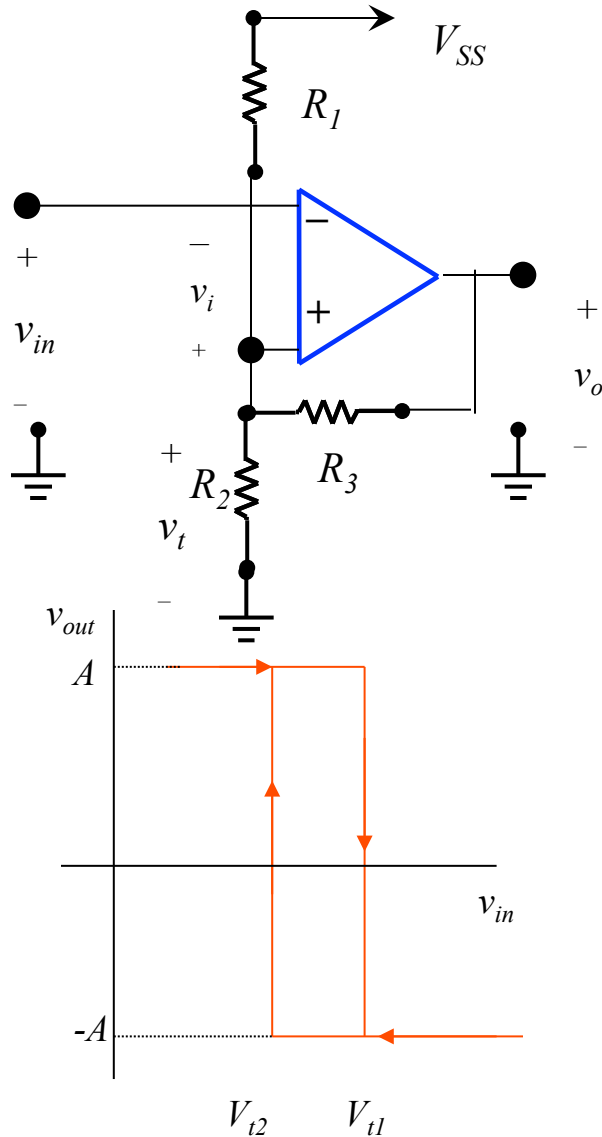 V_SS
R_1
− −
+ v_i +
v_in +
+ v_o
− R_3 −
+
R_2
v_t
−
v_out
A
v_in
-A
V_t2 V_t1